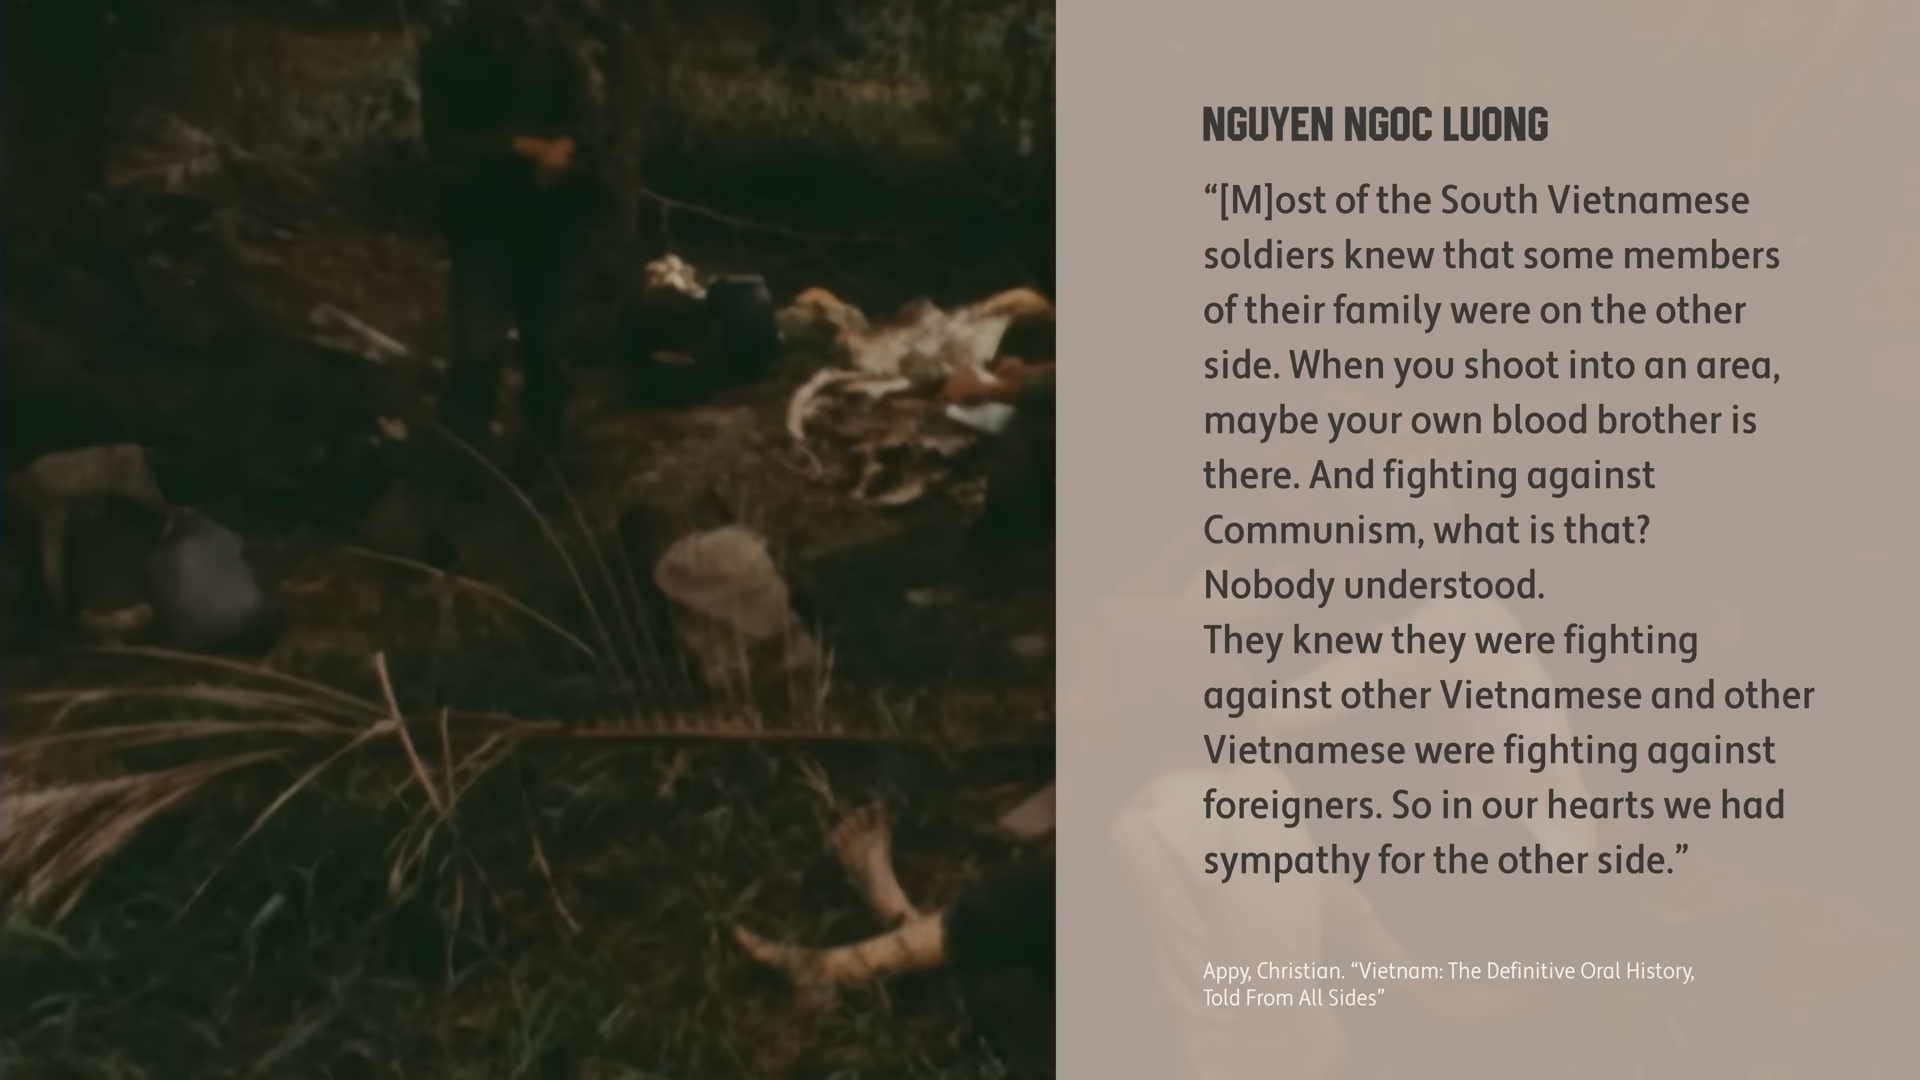 NGUYEN NGOC LUONG
“[M]ost of the South Vietnamese
soldiers knew that some members
of their family were on the other
side. When you shoot into an area,
maybe your own blood brother is
there. And fighting against
Communism, what is that?
Nobody understood.
They knew they were fighting
against other Vietnamese and other
Vietnamese were fighting against
foreigners. So in our hearts we had
sympathy for the other side.”
Appy, Christian. “Vietnam: The Definitive Oral History,
Told From All Sides”